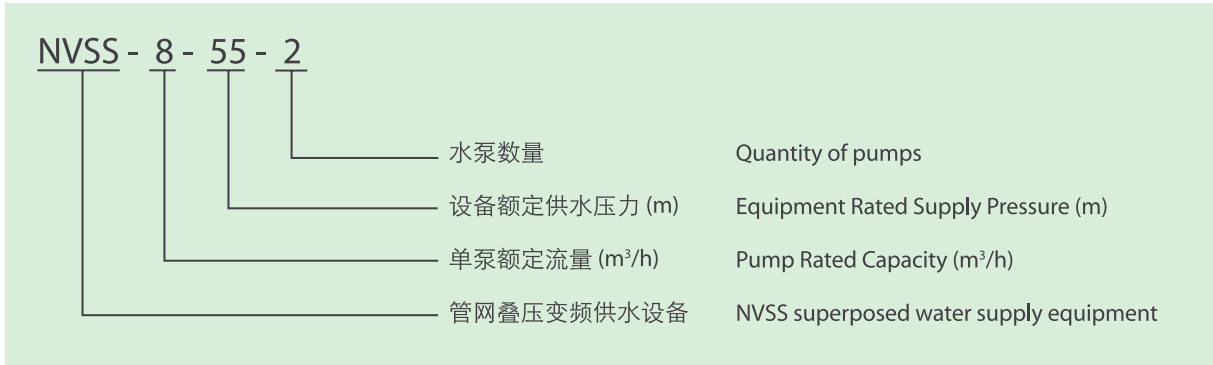 NVSS - 8 - 55 - 2
水泵数量 Quantity of pumps
设备额定供水压力 (m) Equipment Rated Supply Pressure (m)
单泵额定流量 (m³/h) Pump Rated Capacity (m³/h)
管网叠压变频供水设备 NVSS superposed water supply equipment